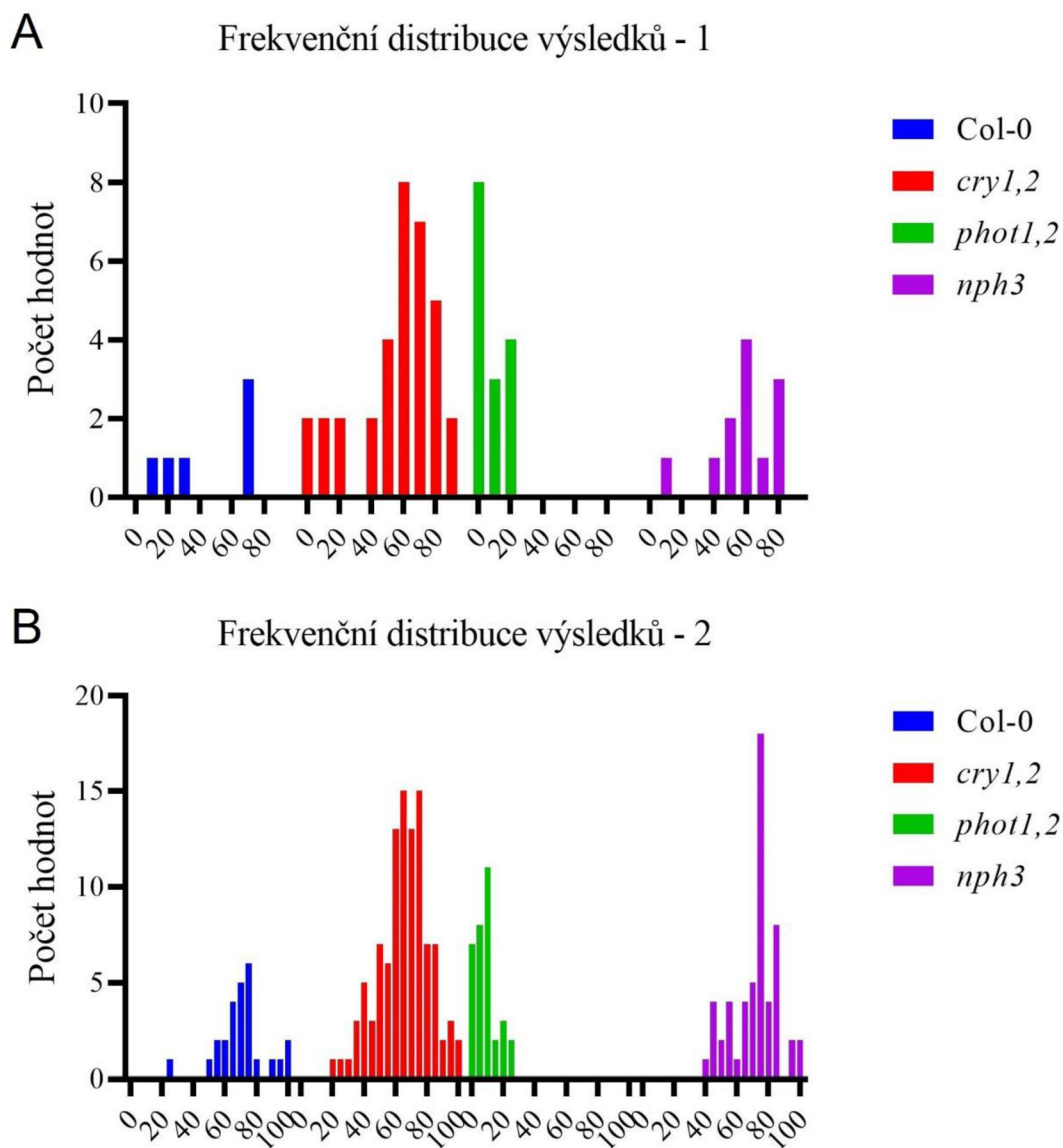 A
Frekvenční distribuce výsledků - 1
10
8
6
4
2
0
Počet hodnot
0 20 40 60 80 0 20 40 60 80 0 20 40 60 80 0 20 40 60 80
Col-0
cry1,2
phot1,2
nph3
B
Frekvenční distribuce výsledků - 2
20
15
10
5
0
Počet hodnot
0 20 40 60 80 100 0 20 40 60 80 100 0 20 40 60 80 100 0 20 40 60 80 100
Col-0
cry1,2
phot1,2
nph3